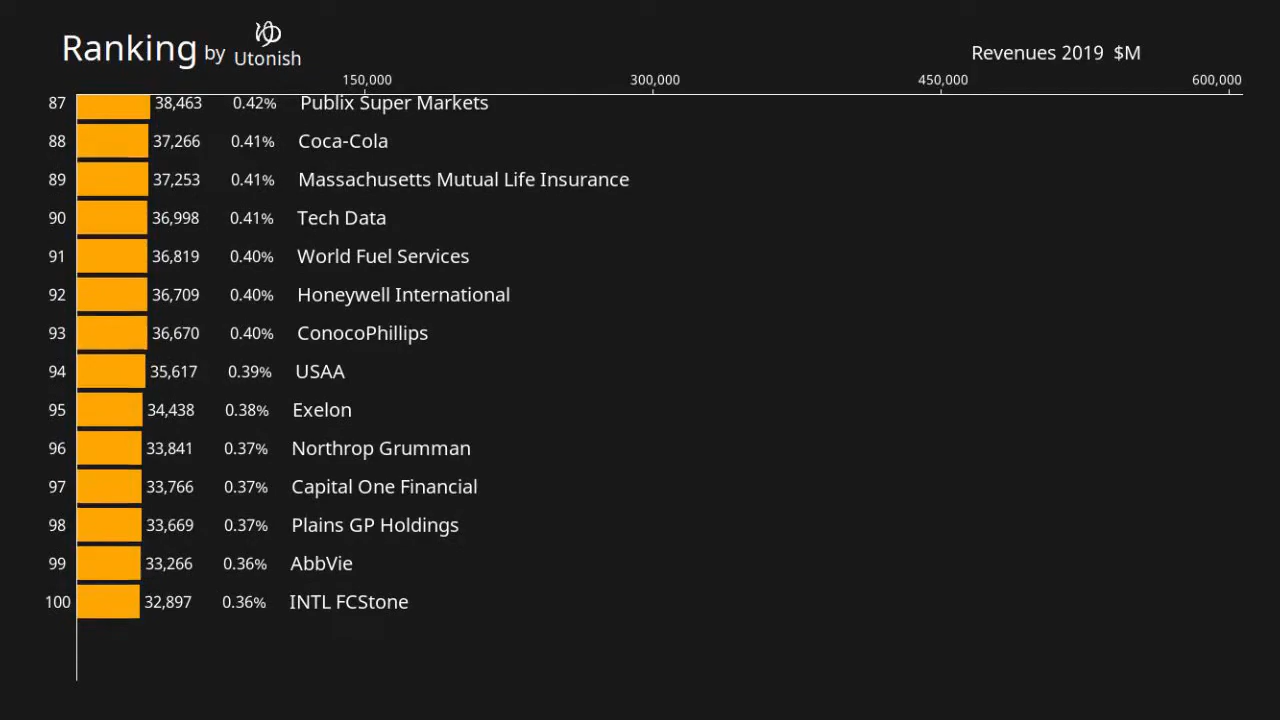 Ranking by Utonish
Revenues 2019 $M
150,000 300,000 450,000 600,000
87 38,463 0.42% Publix Super Markets
88 37,266 0.41% Coca-Cola
89 37,253 0.41% Massachusetts Mutual Life Insurance
90 36,998 0.41% Tech Data
91 36,819 0.40% World Fuel Services
92 36,709 0.40% Honeywell International
93 36,670 0.40% ConocoPhillips
94 35,617 0.39% USAA
95 34,438 0.38% Exelon
96 33,841 0.37% Northrop Grumman
97 33,766 0.37% Capital One Financial
98 33,669 0.37% Plains GP Holdings
99 33,266 0.36% AbbVie
100 32,897 0.36% INTL FCStone